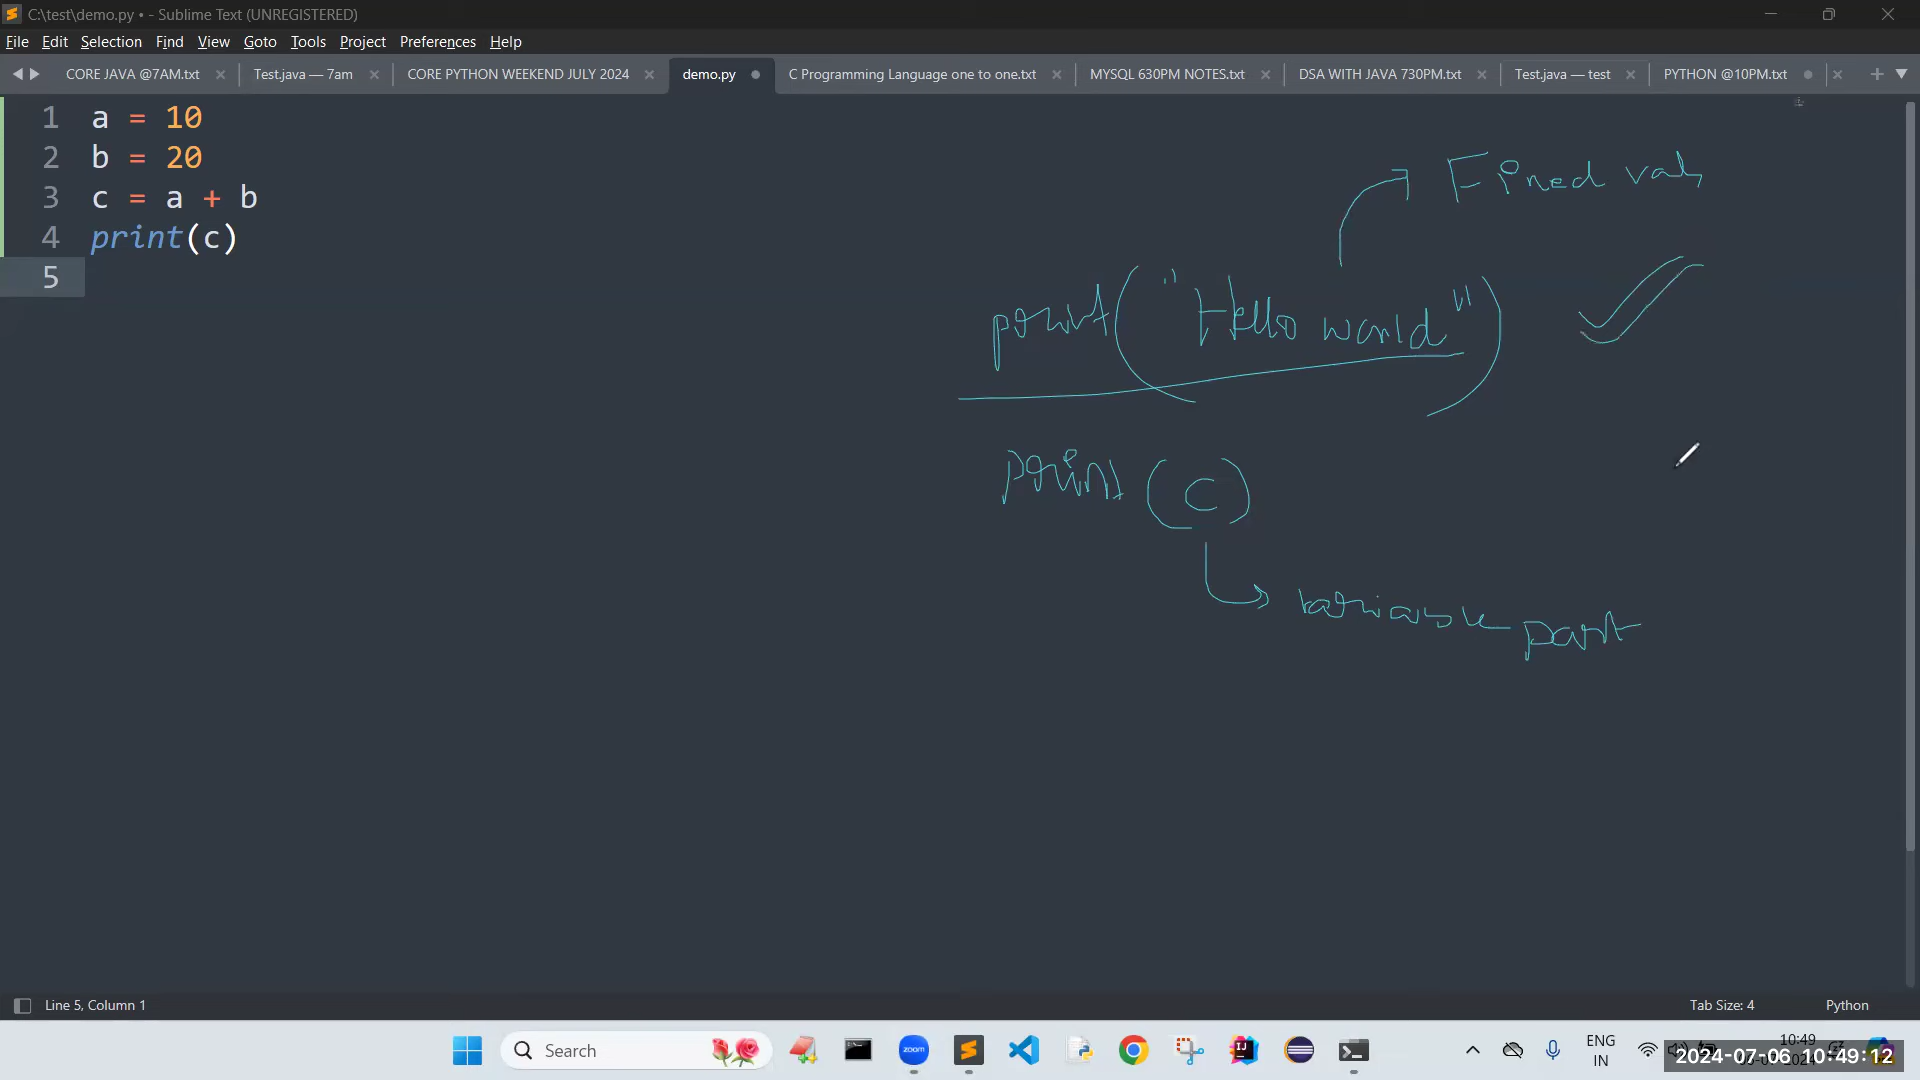 C:\test\demo.py • - Sublime Text (UNREGISTERED)
File Edit Selection Find View Goto Tools Project Preferences Help
CORE JAVA @7AM.txt Test.java — 7am CORE PYTHON WEEKEND JULY 2024 demo.py C Programming Language one to one.txt MYSQL 630PM NOTES.txt DSA WITH JAVA 730PM.txt Test.java — test PYTHON @10PM.txt
1 a = 10
2 b = 20
3 c = a + b
4 print(c)
5
Fixed val,
print("Hello world")
print (c)
variable part
Line 5, Column 1 Tab Size: 4 Python
Search zoom ENG 10:49
IN 2024-07-06 10:49:12